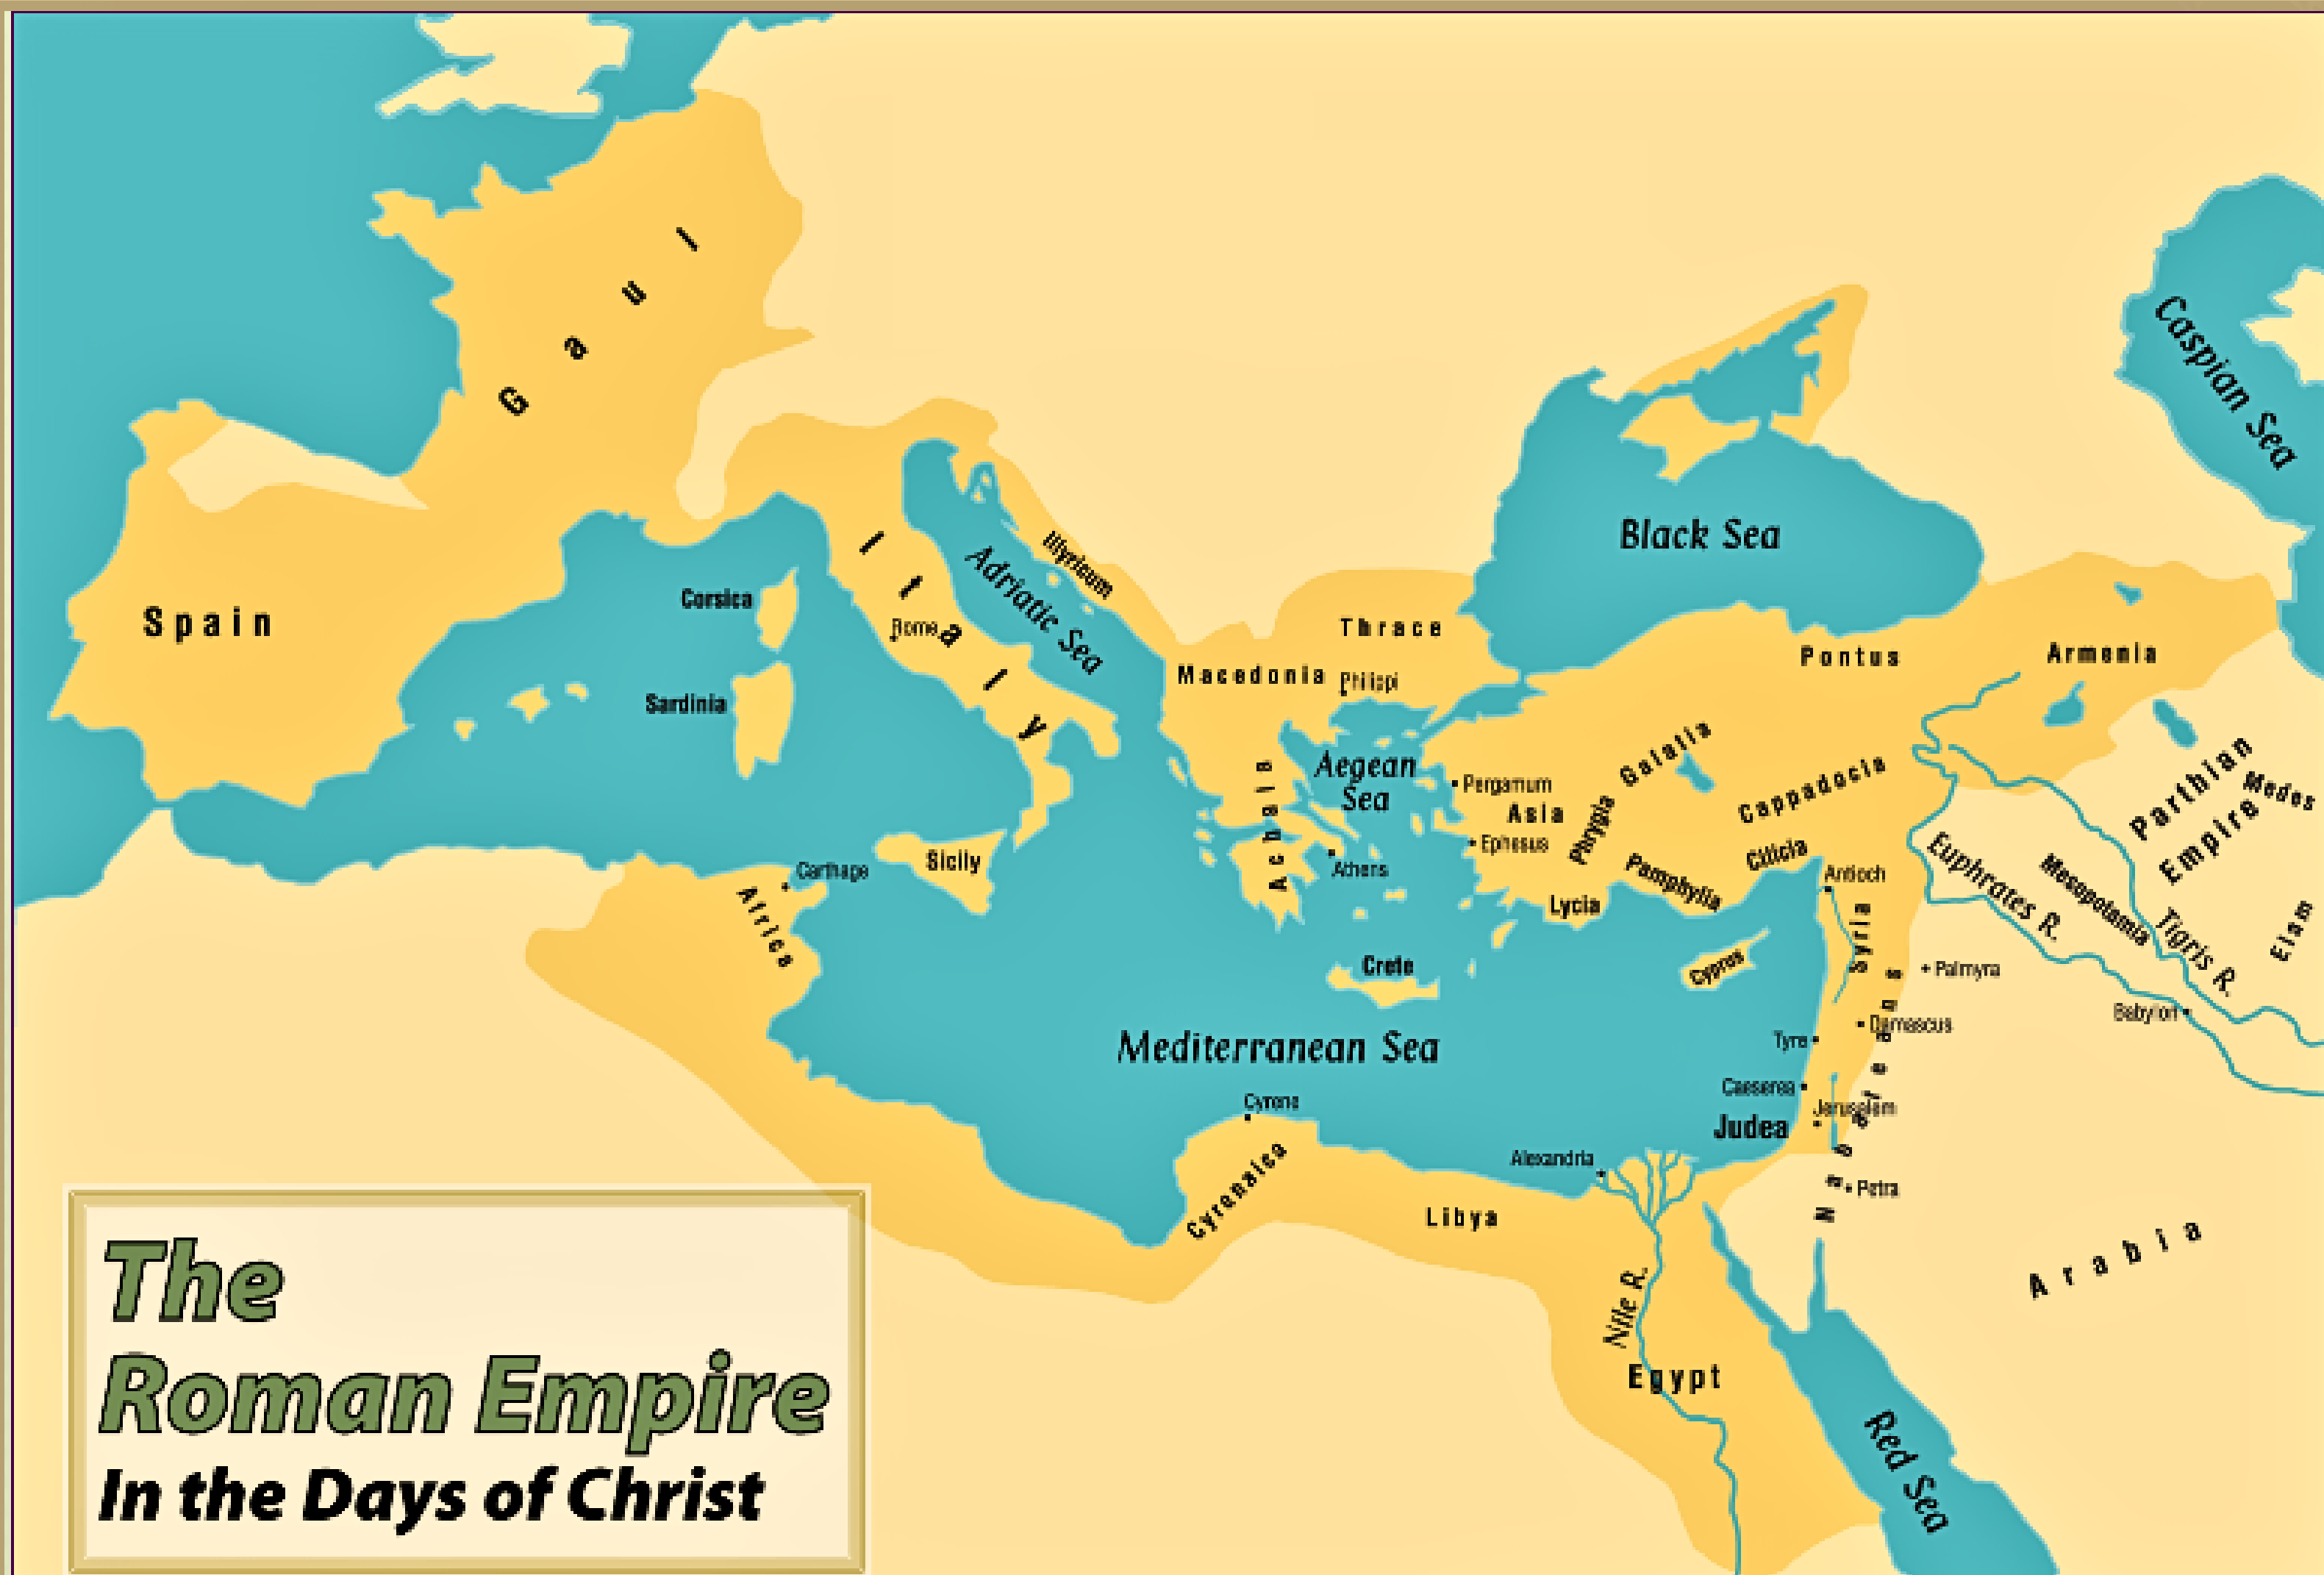 Gaul
Caspian Sea
Black Sea
Illyricum
Adriatic Sea
Italy
Corsica
Spain
Rome
Thrace
Pontus
Armenia
Macedonia
Philippi
Sardinia
Galatia
Parthian
Empire
Medes
Aegean
Sea
Pergamum
Asia
Phrygia
Cappadocia
Achaia
Ephesus
Euphrates R.
Mesopotamia
Tigris R.
Elam
Sicily
Carthage
Africa
Athens
Lycia
Pamphylia
Cilicia
Antioch
Syria
Crete
Cyprus
Palmyra
Babylon
Damascus
Tyre
Mediterranean Sea
Caeserea
Jerusalem
Judea
Nabateans
Cyrene
Cyrenaica
Alexandria
Petra
Libya
Arabia
Nile R.
Egypt
Red Sea
The
Roman Empire
In the Days of Christ